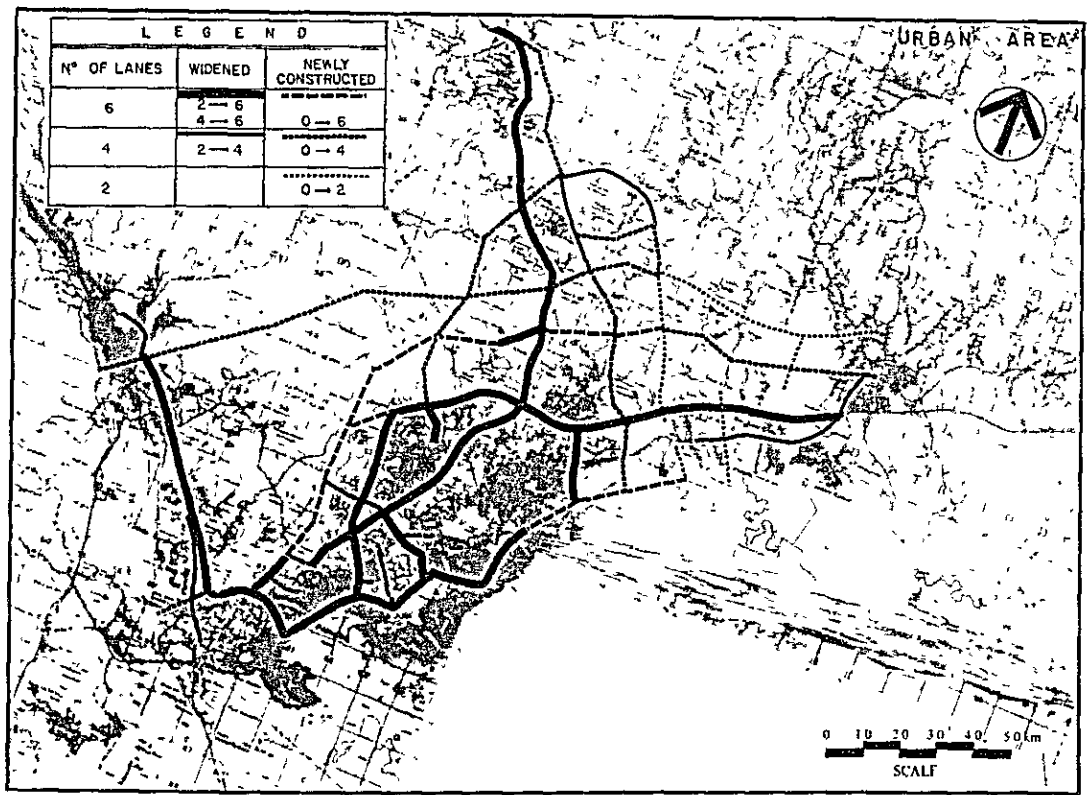 L E G E N D
Nº OF LANES WIDENED NEWLY CONSTRUCTED
6 2→6 4→6 0→6
4 2→4 0→4
2 0→2
URBAN AREA
0 10 20 30 40 50km
SCALE